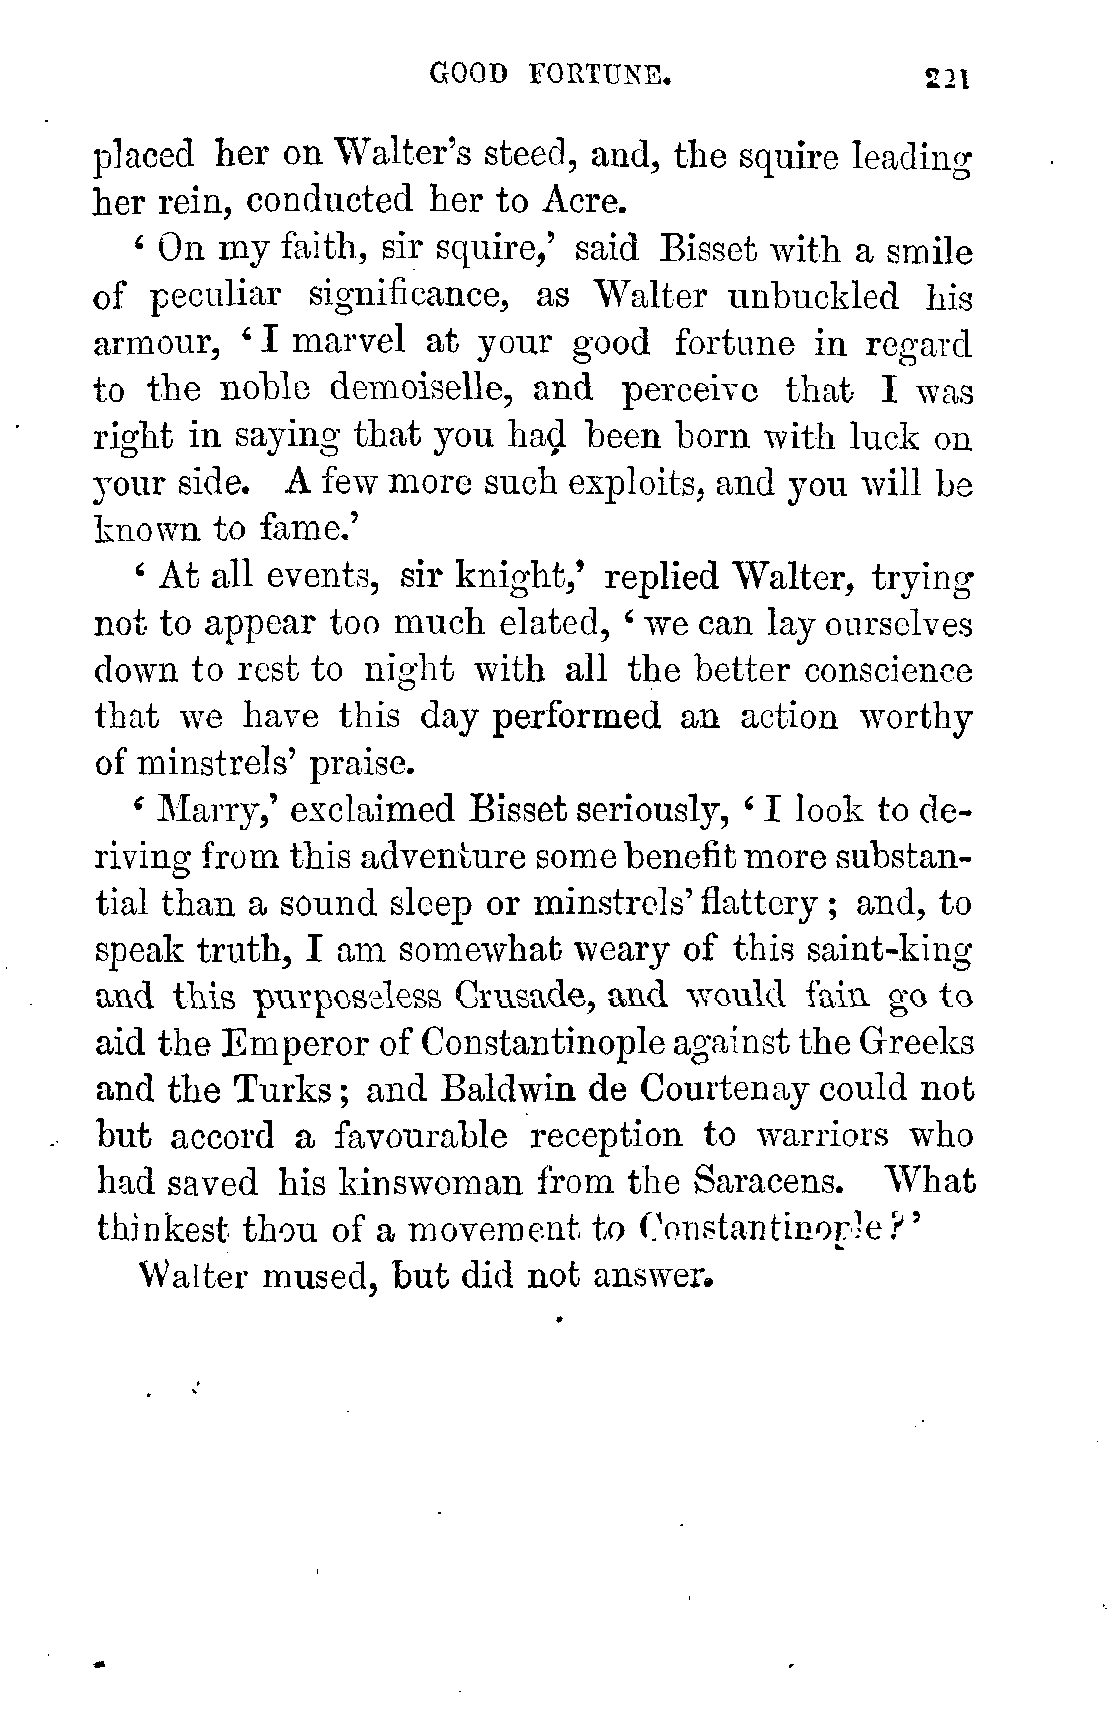 GOOD FORTUNE. 221
placed her on Walter's steed, and, the squire leading
her rein, conducted her to Acre.
‘ On my faith, sir squire,’ said Bisset with a smile
of peculiar significance, as Walter unbuckled his
armour, ‘ I marvel at your good fortune in regard
to the noble demoiselle, and perceive that I was
right in saying that you had been born with luck on
your side. A few more such exploits, and you will be
known to fame.’
‘ At all events, sir knight,’ replied Walter, trying
not to appear too much elated, ‘ we can lay ourselves
down to rest to night with all the better conscience
that we have this day performed an action worthy
of minstrels’ praise.
‘ Marry,’ exclaimed Bisset seriously, ‘ I look to de-
riving from this adventure some benefit more substan-
tial than a sound sleep or minstrels’ flattery ; and, to
speak truth, I am somewhat weary of this saint-king
and this purposeless Crusade, and would fain go to
aid the Emperor of Constantinople against the Greeks
and the Turks ; and Baldwin de Courtenay could not
but accord a favourable reception to warriors who
had saved his kinswoman from the Saracens. What
thinkest thou of a movement to Constantinople ? ’
Walter mused, but did not answer.